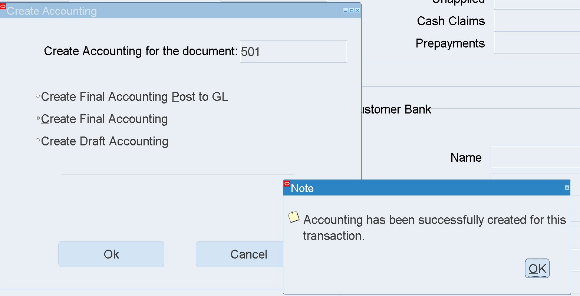 Create Accounting
Create Accounting for the document: 501
Create Final Accounting Post to GL
Create Final Accounting
Create Draft Accounting
Ok
Cancel
Cash Claims
Prepayments
ustomer Bank
Name
Note
Accounting has been successfully created for this
transaction.
OK